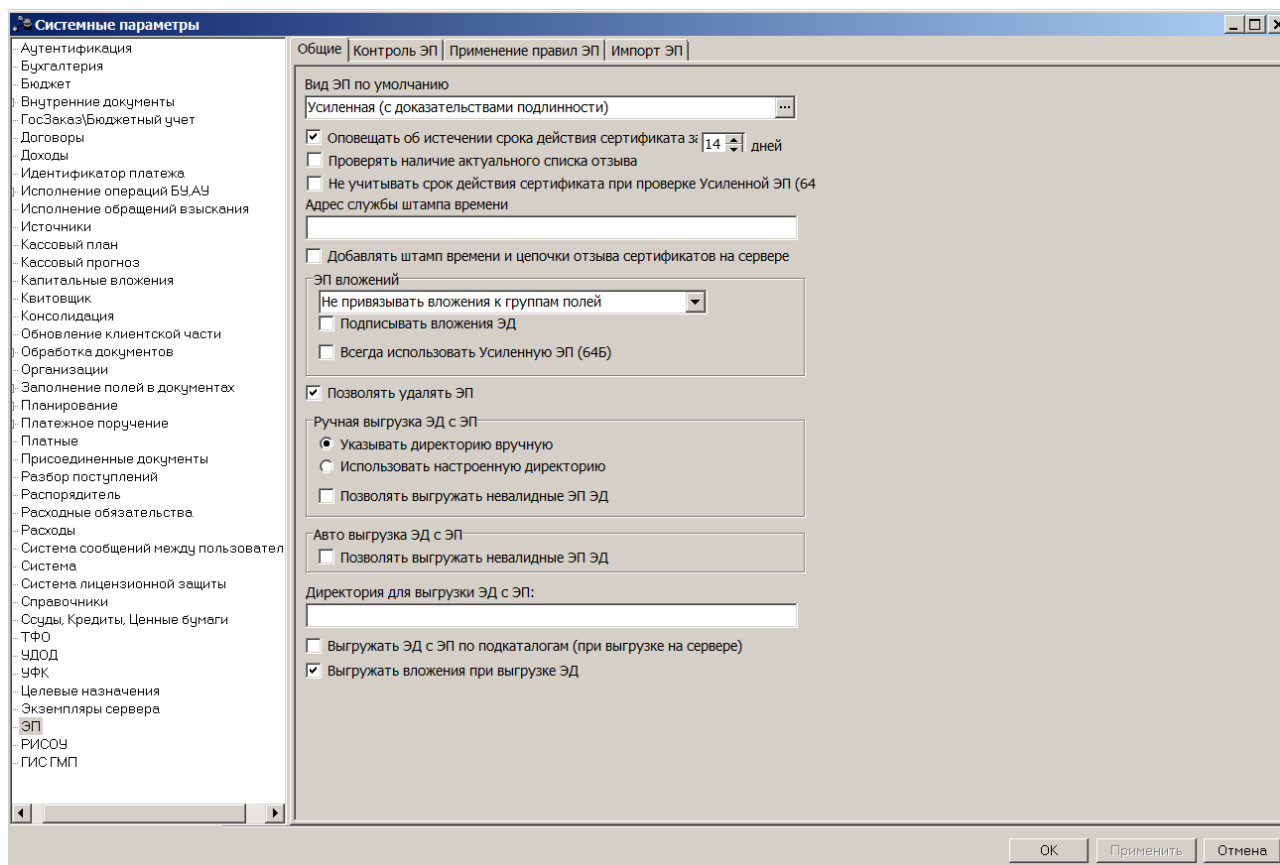 Системные параметры
Аутентификация
Бухгалтерия
Бюджет
Внутренние документы
ГосЗаказ\Бюджетный учет
Договоры
Доходы
Идентификатор платежа
Исполнение операций БУ,АУ
Исполнение обращений взыскания
Источники
Кассовый план
Кассовый прогноз
Капитальные вложения
Квитовщик
Консолидация
Обновление клиентской части
Обработка документов
Организации
Заполнение полей в документах
Планирование
Платежное поручение
Платные
Присоединенные документы
Разбор поступлений
Распорядитель
Расходные обязательства
Расходы
Система сообщений между пользовател
Система
Система лицензионной защиты
Справочники
Ссуды, Кредиты, Ценные бумаги
ТФО
УДОД
УФК
Целевые назначения
Экземпляры сервера
ЭП
РИСОУ
ГИС ГМП
Общие Контроль ЭП Применение правил ЭП Импорт ЭП
Вид ЭП по умолчанию
Усиленная (с доказательствами подлинности) ...
Оповещать об истечении срока действия сертификата за 14 дней
Проверять наличие актуального списка отзыва
Не учитывать срок действия сертификата при проверке Усиленной ЭП (64
Адрес службы штампа времени
Добавлять штамп времени и цепочки отзыва сертификатов на сервере
ЭП вложений
Не привязывать вложения к группам полей
Подписывать вложения ЭД
Всегда использовать Усиленную ЭП (64Б)
Позволять удалять ЭП
Ручная выгрузка ЭД с ЭП
Указывать директорию вручную
Использовать настроенную директорию
Позволять выгружать невалидные ЭП ЭД
Авто выгрузка ЭД с ЭП
Позволять выгружать невалидные ЭП ЭД
Директория для выгрузки ЭД с ЭП:
Выгружать ЭД с ЭП по подкаталогам (при выгрузке на сервере)
Выгружать вложения при выгрузке ЭД
OK Применить Отмена